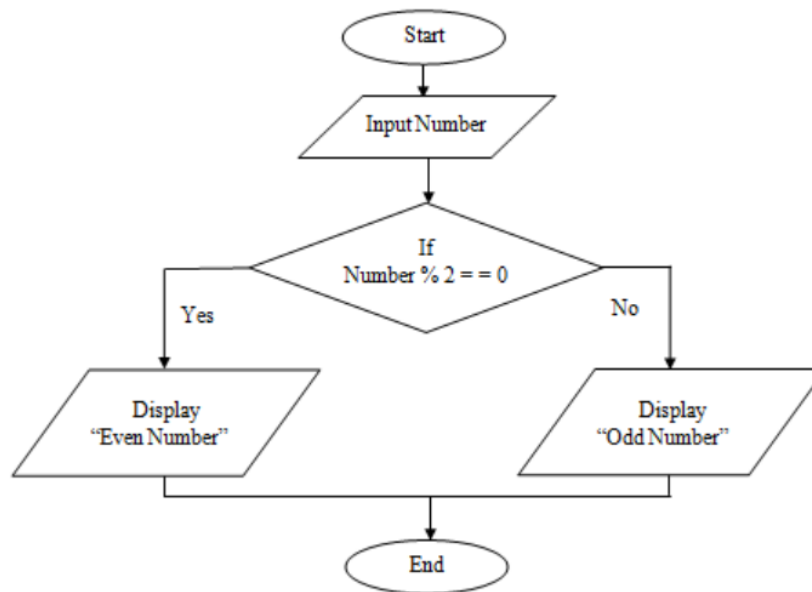 Start
Input Number
If
Number % 2 = = 0
Yes
No
Display
“Even Number”
Display
“Odd Number”
End